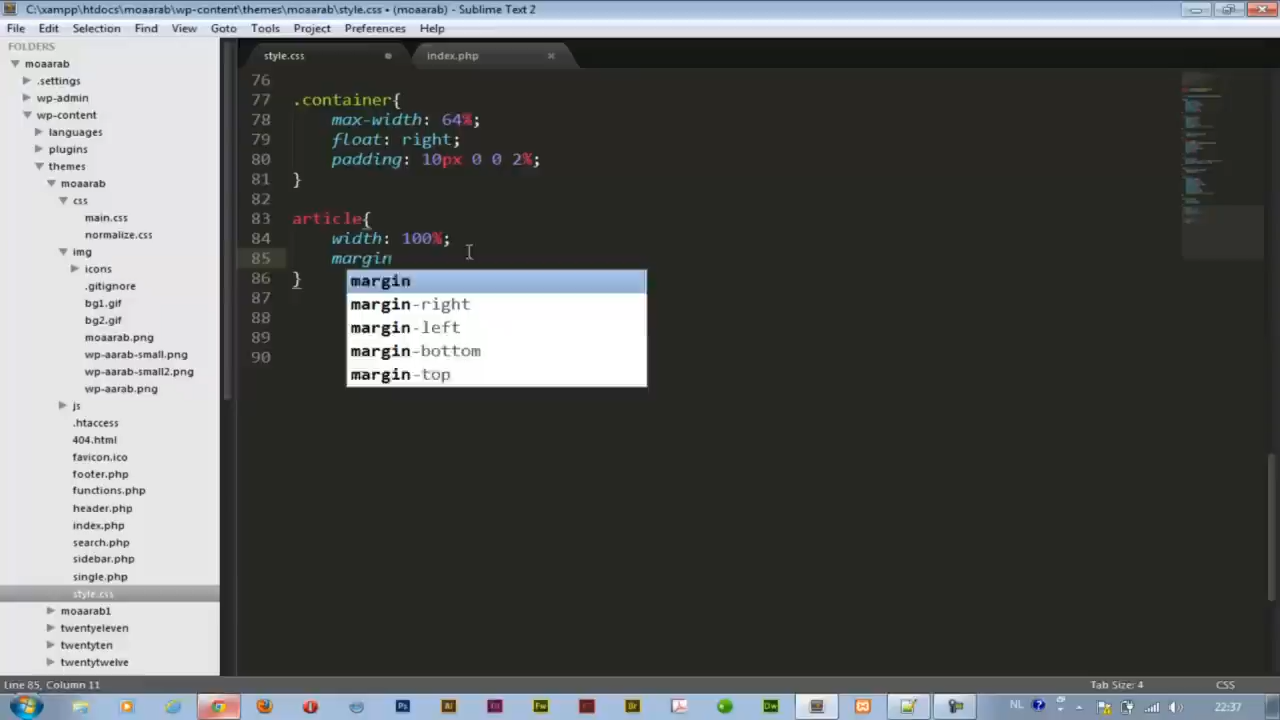 C:\xampp\htdocs\moaarab\wp-content\themes\moaarab\style.css • (moaarab) - Sublime Text 2
File Edit Selection Find View Goto Tools Project Preferences Help
FOLDERS
moaarab
.settings
wp-admin
wp-content
languages
plugins
themes
moaarab
css
main.css
normalize.css
img
icons
.gitignore
bg1.gif
bg2.gif
moaarab.png
wp-aarab-small.png
wp-aarab-small2.png
wp-aarab.png
js
.htaccess
404.html
favicon.ico
footer.php
functions.php
header.php
index.php
search.php
sidebar.php
single.php
style.css
moaarab1
twentyeleven
twentyten
twentytwelve
style.css index.php
76
77 .container{
78 max-width: 64%;
79 float: right;
80 padding: 10px 0 0 2%;
81 }
82
83 article{
84 width: 100%;
85 margin
86 }
87
88
89
90
margin
margin-right
margin-left
margin-bottom
margin-top
Line 85, Column 11 Tab Size: 4 CSS
Ps Ai Id Fw Fl Br Dw NL 22:37